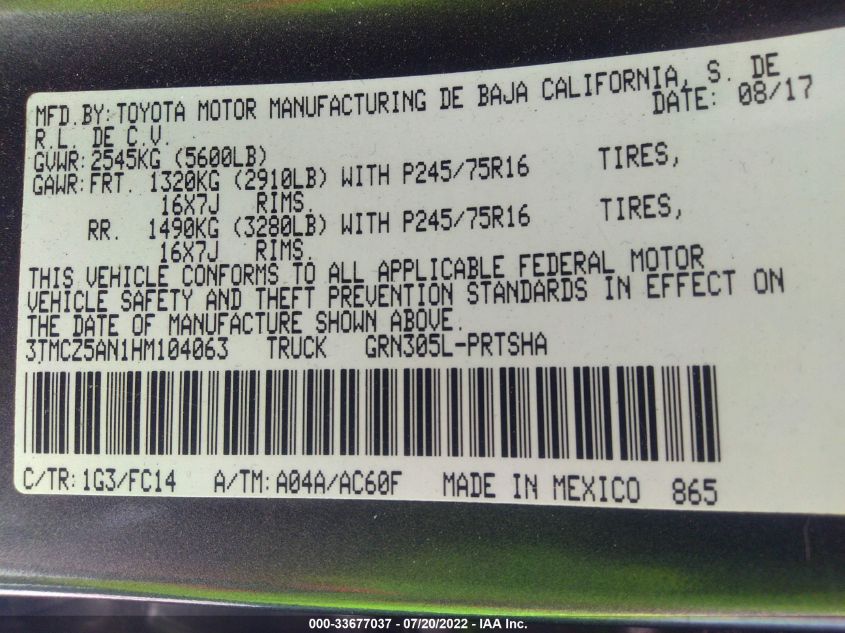 MFD.BY: TOYOTA MOTOR MANUFACTURING DE BAJA CALIFORNIA, S. DE
R.L. DE C.V. DATE: 08/17
GVWR: 2545KG (5600LB)
GAWR: FRT. 1320KG (2910LB) WITH P245/75R16 TIRES,
16X7J RIMS.
RR. 1490KG (3280LB) WITH P245/75R16 TIRES,
16X7J RIMS.
THIS VEHICLE CONFORMS TO ALL APPLICABLE FEDERAL MOTOR
VEHICLE SAFETY AND THEFT PREVENTION STANDARDS IN EFFECT ON
THE DATE OF MANUFACTURE SHOWN ABOVE.
3TMCZ5AN1HM104063 TRUCK GRN305L-PRTSHA
C/TR: 1G3/FC14 A/TM: A04A/AC60F MADE IN MEXICO 865
000-33677037 - 07/20/2022 - IAA Inc.